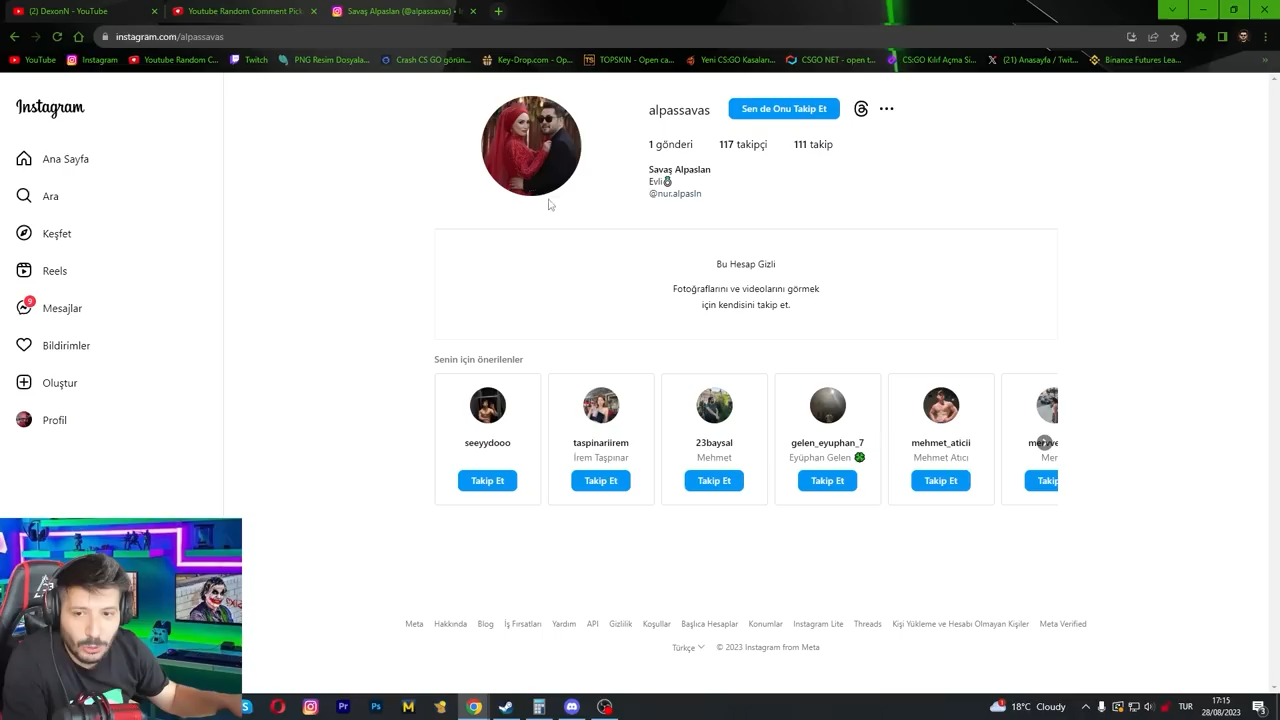 (2) DexonN - YouTube
Youtube Random Comment Pick
Savaş Alpaslan (@alpassavas) • İ
instagram.com/alpassavas
YouTube
Instagram
Youtube Random C...
Twitch
PNG Resim Dosyala...
Crash CS GO görün...
Key-Drop.com - Op...
TOPSKIN - Open ca...
Yeni CS:GO Kasaları...
CSGO NET - open t...
CS:GO Kılıf Açma Si...
(21) Anasayfa / Twit...
Binance Futures Lea...
Instagram
alpassavas
Sen de Onu Takip Et
1 gönderi
117 takipçi
111 takip
Savaş Alpaslan
Evli
@nur.alpasln
Ana Sayfa
Ara
Keşfet
Reels
9
Mesajlar
Bildirimler
Oluştur
Profil
Bu Hesap Gizli
Fotoğraflarını ve videolarını görmek
için kendisini takip et.
Senin için önerilenler
seeyydooo
Takip Et
taspinariirem
İrem Taşpınar
Takip Et
23baysal
Mehmet
Takip Et
gelen_eyuphan_7
Eyüphan Gelen
Takip Et
mehmet_aticii
Mehmet Atıcı
Takip Et
Mer
Takip
Meta
Hakkında
Blog
İş Fırsatları
Yardım
API
Gizlilik
Koşullar
Başlıca Hesaplar
Konumlar
Instagram Lite
Threads
Kişi Yükleme ve Hesabı Olmayan Kişiler
Meta Verified
Türkçe
© 2023 Instagram from Meta
18°C Cloudy
TUR
17:15
28/08/2023